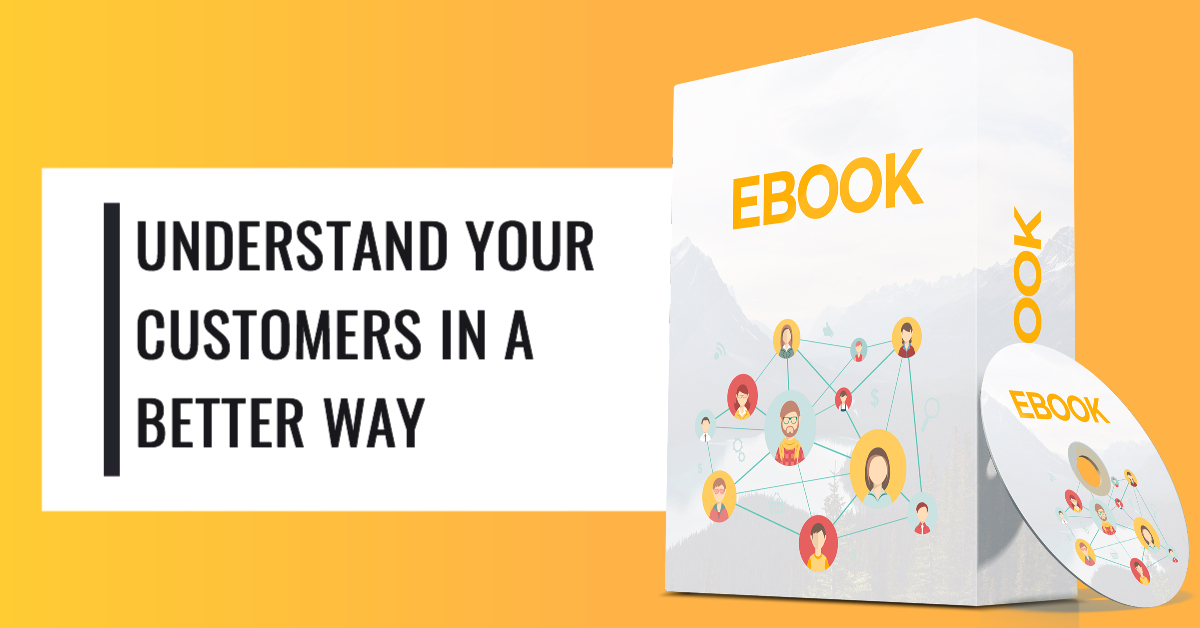 UNDERSTAND YOUR
CUSTOMERS IN A
BETTER WAY
EBOOK
OOK
EBOOK